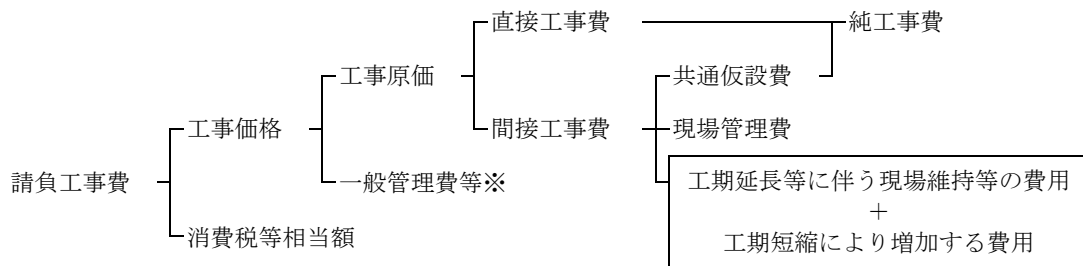 直接工事費
純工事費
工事原価
共通仮設費
工事価格
間接工事費
現場管理費
請負工事費
一般管理費等※
工期延長等に伴う現場維持等の費用
+
工期短縮により増加する費用
消費税等相当額